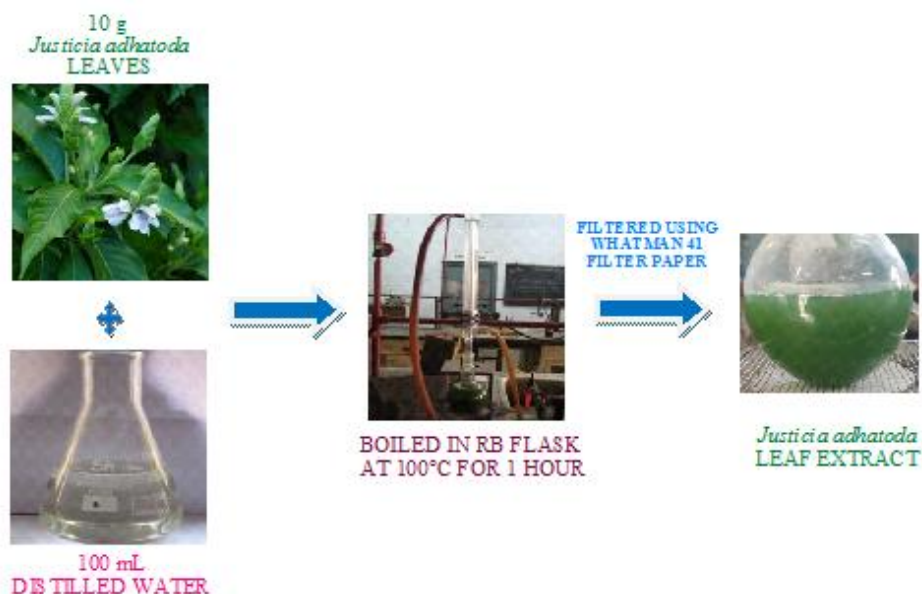 10 g
Justicia adhatoda
LEAVES
100 mL
DISTILLED WATER
BOILED IN RB FLASK
AT 100°C FOR 1 HOUR
FILTERED USING
WHATMAN 41
FILTER PAPER
Justicia adhatoda
LEAF EXTRACT